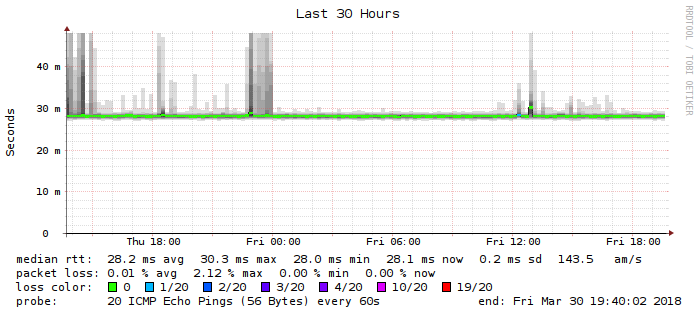 Last 30 Hours
RRDTOOL / TOBI OETIKER
Seconds
40 m
30 m
20 m
10 m
0
Thu 18:00 Fri 00:00 Fri 06:00 Fri 12:00 Fri 18:00
median rtt: 28.2 ms avg 30.3 ms max 28.0 ms min 28.1 ms now 0.2 ms sd 143.5 am/s
packet loss: 0.01 % avg 2.12 % max 0.00 % min 0.00 % now
loss color: 0 1/20 2/20 3/20 4/20 10/20 19/20
probe: 20 ICMP Echo Pings (56 Bytes) every 60s end: Fri Mar 30 19:40:02 2018